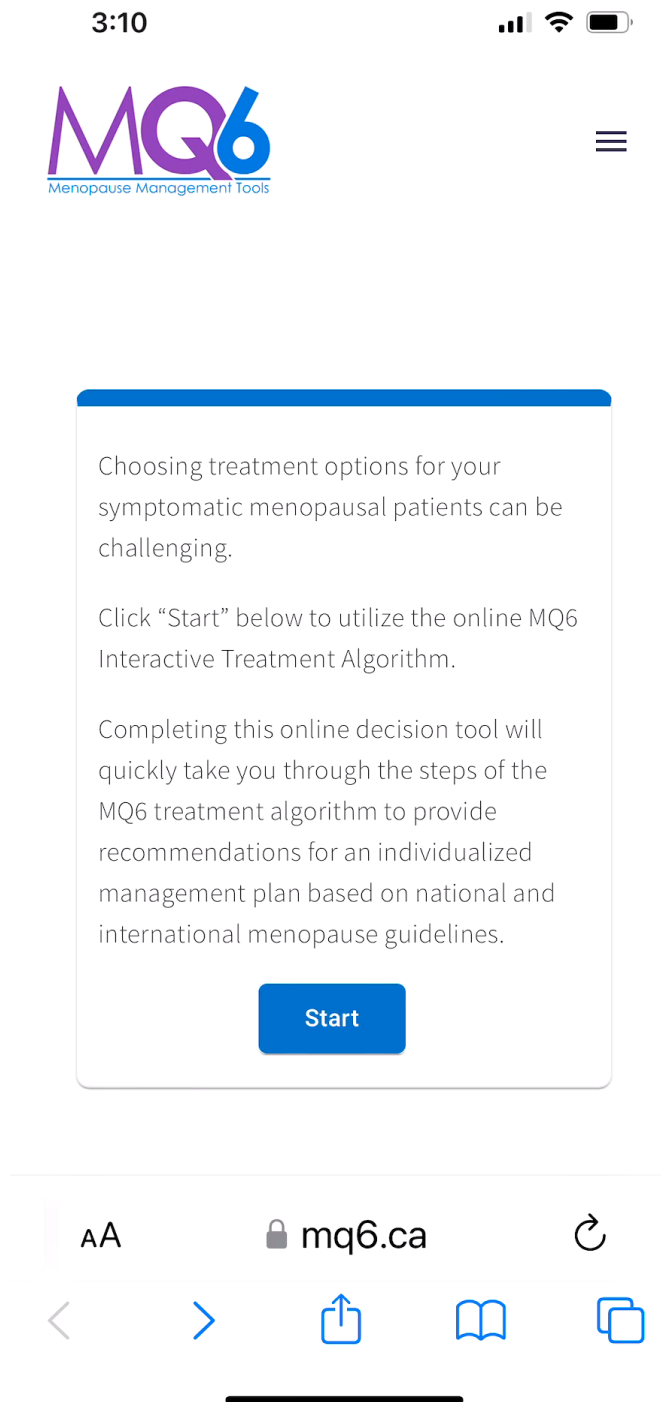 3:10
MQ6
Menopause Management Tools
Choosing treatment options for your
symptomatic menopausal patients can be
challenging.
Click “Start” below to utilize the online MQ6
Interactive Treatment Algorithm.
Completing this online decision tool will
quickly take you through the steps of the
MQ6 treatment algorithm to provide
recommendations for an individualized
management plan based on national and
international menopause guidelines.
Start
AA
mq6.ca